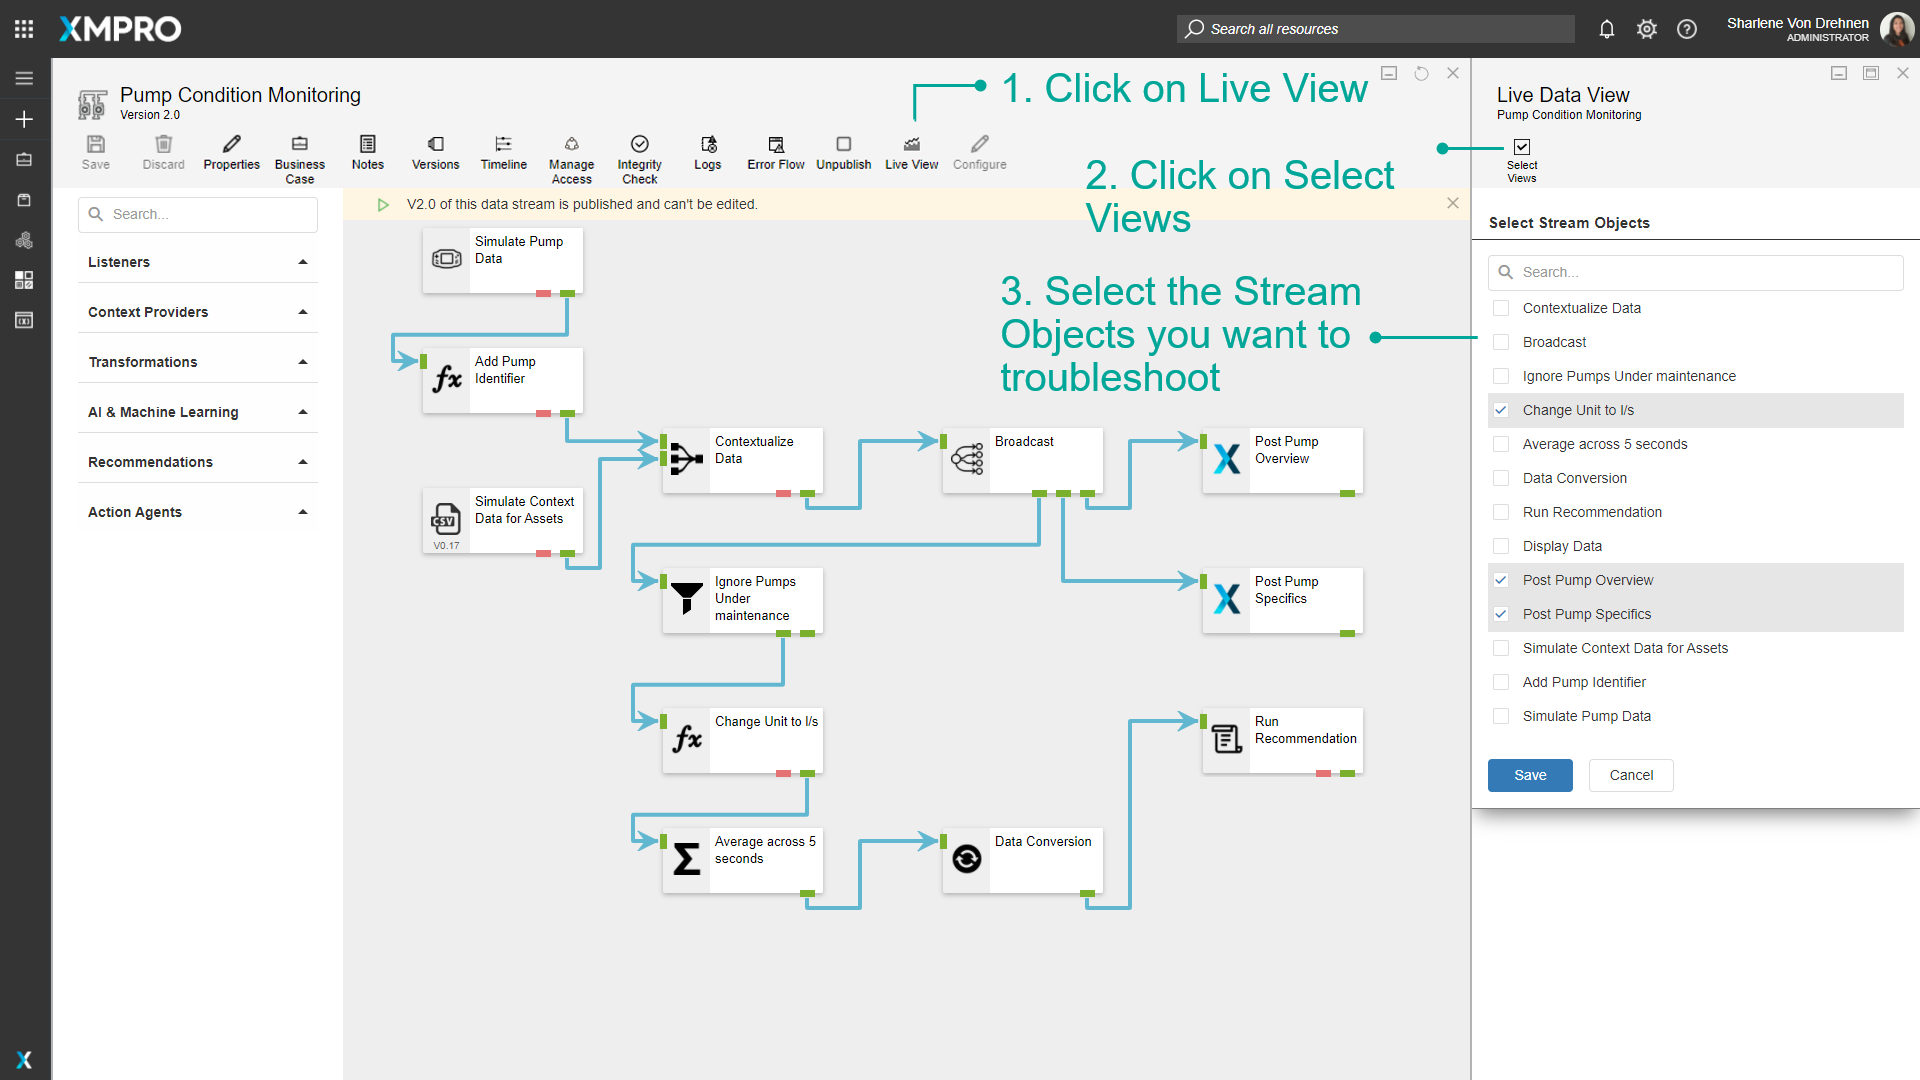 XMPRO
Search all resources
Sharlene Von Drehnen
ADMINISTRATOR
Pump Condition Monitoring
Version 2.0
Save
Discard
Properties
Business
Case
Notes
Versions
Timeline
Manage
Access
Integrity
Check
Logs
Error Flow
Unpublish
Live View
Configure
1. Click on Live View
2. Click on Select
Views
3. Select the Stream
Objects you want to
troubleshoot
Search...
Listeners
Context Providers
Transformations
AI & Machine Learning
Recommendations
Action Agents
V2.0 of this data stream is published and can't be edited.
Simulate Pump
Data
Add Pump
Identifier
Contextualize
Data
Broadcast
Post Pump
Overview
CSV
V0.17
Simulate Context
Data for Assets
Ignore Pumps
Under
maintenance
Post Pump
Specifics
Change Unit to l/s
Run
Recommendation
Average across 5
seconds
Data Conversion
Live Data View
Pump Condition Monitoring
Select
Views
Select Stream Objects
Search...
Contextualize Data
Broadcast
Ignore Pumps Under maintenance
Change Unit to l/s
Average across 5 seconds
Data Conversion
Run Recommendation
Display Data
Post Pump Overview
Post Pump Specifics
Simulate Context Data for Assets
Add Pump Identifier
Simulate Pump Data
Save
Cancel